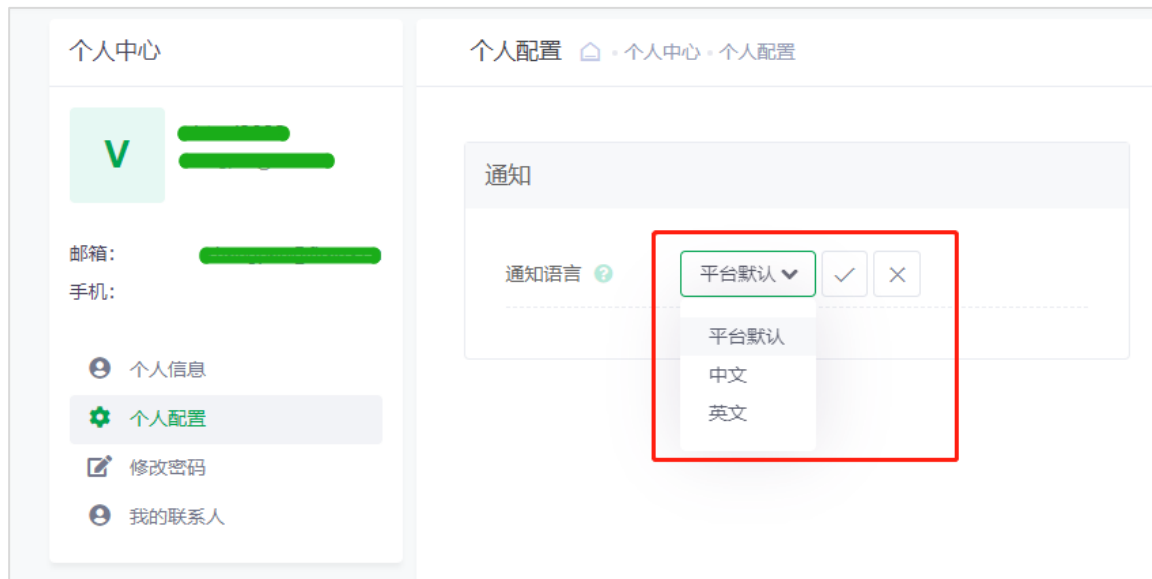 个人中心
V
邮箱：
手机：
个人信息
个人配置
修改密码
我的联系人
个人配置 个人中心 个人配置
通知
通知语言 ? 平台默认
平台默认
中文
英文